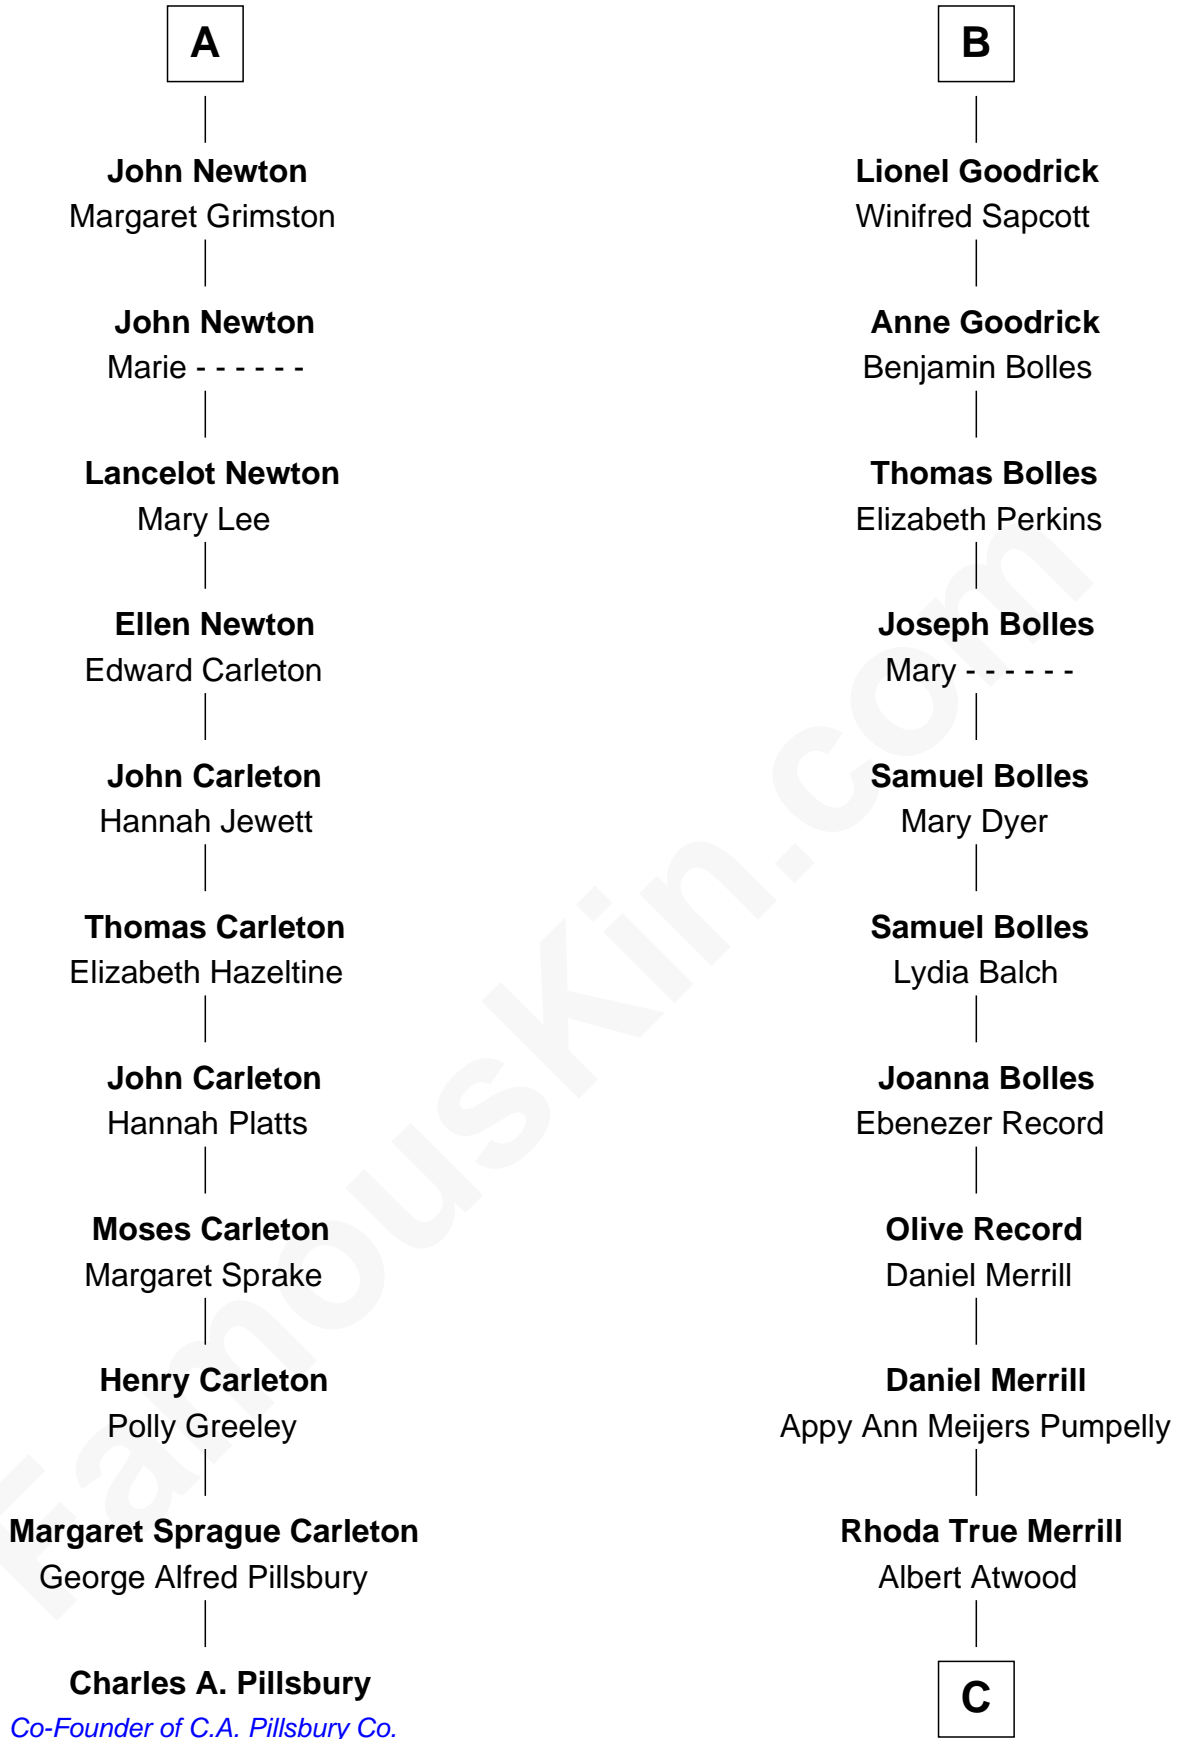 A
John Newton
Margaret Grimston
John Newton
Marie - - - - - -
Lancelot Newton
Mary Lee
Ellen Newton
Edward Carleton
John Carleton
Hannah Jewett
Thomas Carleton
Elizabeth Hazeltine
John Carleton
Hannah Platts
Moses Carleton
Margaret Sprake
Henry Carleton
Polly Greeley
Margaret Sprague Carleton
George Alfred Pillsbury
Charles A. Pillsbury
Co-Founder of C.A. Pillsbury Co.
B
Lionel Goodrick
Winifred Sapcott
Anne Goodrick
Benjamin Bolles
Thomas Bolles
Elizabeth Perkins
Joseph Bolles
Mary - - - - - -
Samuel Bolles
Mary Dyer
Samuel Bolles
Lydia Balch
Joanna Bolles
Ebenezer Record
Olive Record
Daniel Merrill
Daniel Merrill
Appy Ann Meijers Pumpelly
Rhoda True Merrill
Albert Atwood
C
FamousKin.com